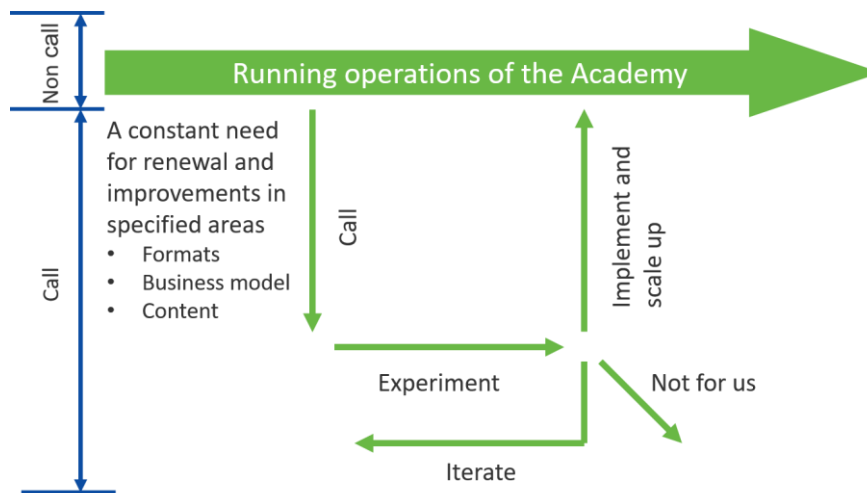 Non call
Running operations of the Academy
A constant need
for renewal and
improvements in
specified areas
• Formats
• Business model
• Content
Call
Call
Implement and
scale up
Experiment
Not for us
Iterate